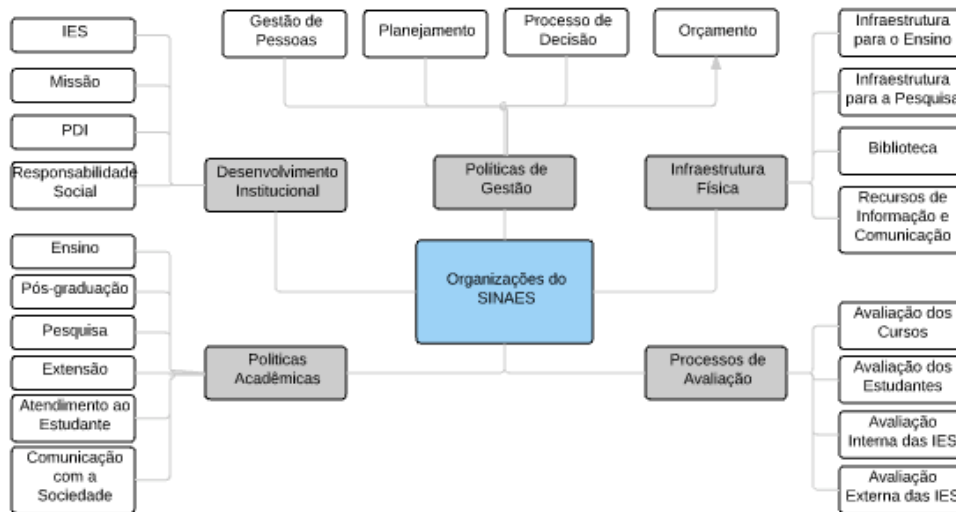 IES
Missão
PDI
Responsabilidade
Social
Gestão de
Pessoas
Planejamento
Processo de
Decisão
Orçamento
Infraestrutura
para o Ensino
Infraestrutura
para a Pesquisa
Biblioteca
Recursos de
Informação e
Comunicação
Desenvolvimento
Institucional
Políticas de
Gestão
Infraestrutura
Física
Organizações do
SINAES
Ensino
Pós-graduação
Pesquisa
Extensão
Atendimento ao
Estudante
Comunicação
com a
Sociedade
Políticas
Acadêmicas
Processos de
Avaliação
Avaliação dos
Cursos
Avaliação dos
Estudantes
Avaliação
Interna das IES
Avaliação
Externa das IES